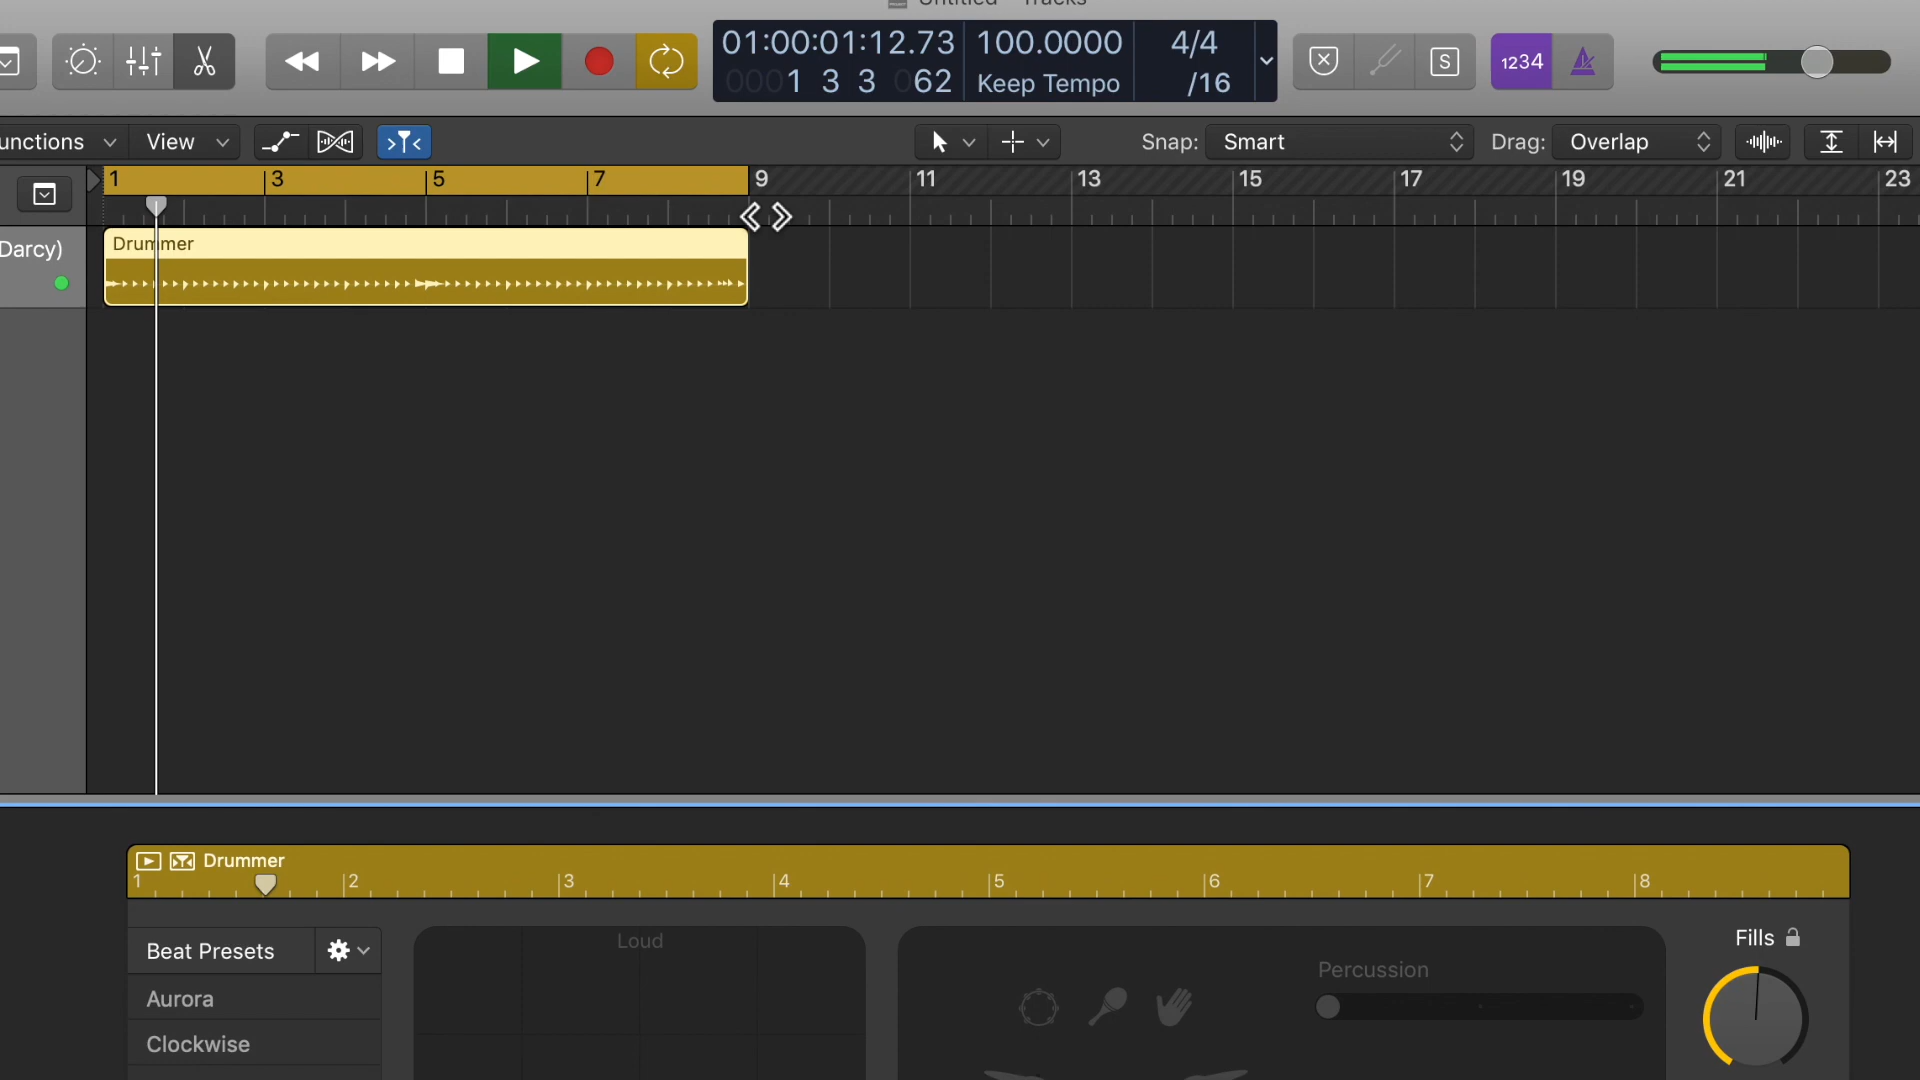 Untitled - Tracks
01:00:01:12.73 100.0000 4/4
0001 3 3 062 Keep Tempo /16
S
1234
unctions View
Snap: Smart Drag: Overlap
1 3 5 7 9 11 13 15 17 19 21 23
Drummer
Darcy)
Drummer
1 2 3 4 5 6 7 8
Beat Presets
Aurora
Clockwise
Loud
Percussion
Fills